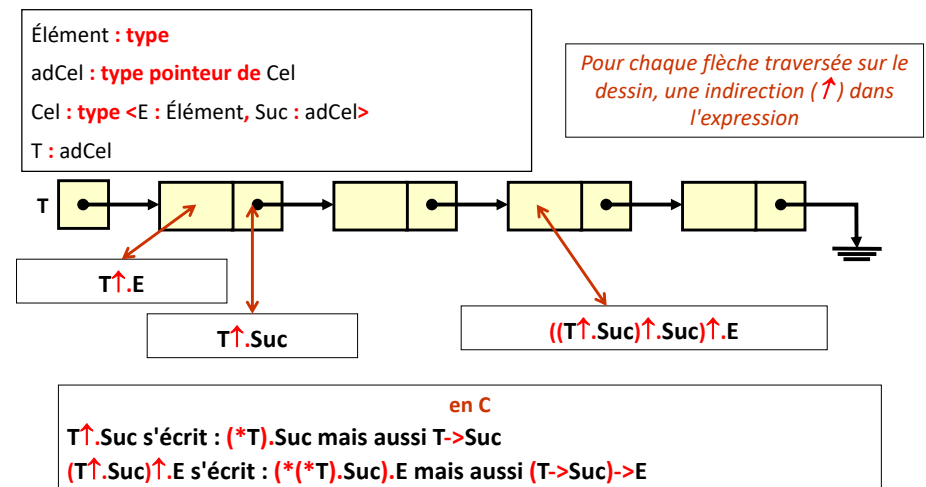 Élément : type
adCel : type pointeur de Cel
Cel : type <E : Élément, Suc : adCel>
T : adCel
Pour chaque flèche traversée sur le
dessin, une indirection (↑) dans
l'expression
T
T↑.E
T↑.Suc
((T↑.Suc)↑.Suc)↑.E
en C
T↑.Suc s'écrit : (*T).Suc mais aussi T->Suc
(T↑.Suc)↑.E s'écrit : (*(*T).Suc).E mais aussi (T->Suc)->E